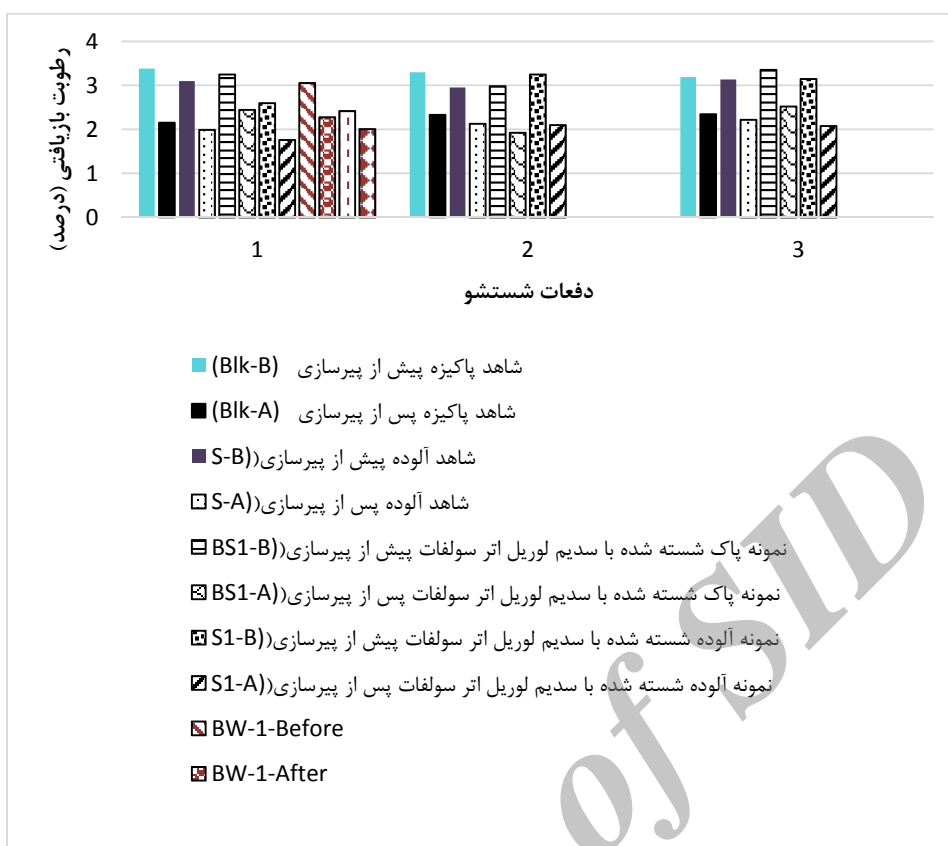 رطوبت بازیافتی (درصد)
4
3
2
1
0
1 2 3
دفعات شستشو
شاهد پاکیزه پیش از پیرسازی (Blk-B)
شاهد پاکیزه پس از پیرسازی (Blk-A)
شاهد آلوده پیش از پیرسازی((S-B
شاهد آلوده پس از پیرسازی((S-A
نمونه پاک شسته شده با سدیم لوریل اتر سولفات پیش از پیرسازی((BS1-B
نمونه پاک شسته شده با سدیم لوریل اتر سولفات پس از پیرسازی((BS1-A
نمونه آلوده شسته شده با سدیم لوریل اتر سولفات پیش از پیرسازی((S1-B
نمونه آلوده شسته شده با سدیم لوریل اتر سولفات پس از پیرسازی((S1-A
BW-1-Before
BW-1-After
of SID